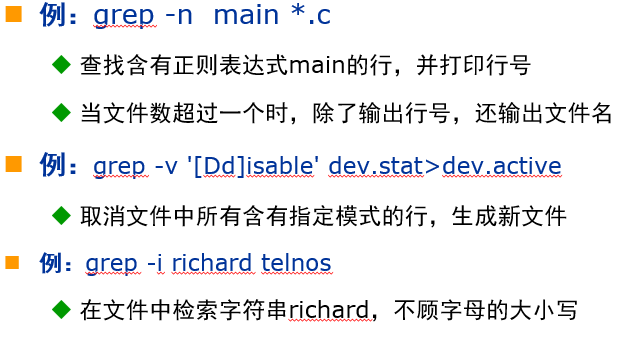 例：grep -n main *.c
查找含有正则表达式main的行，并打印行号
当文件数超过一个时，除了输出行号，还输出文件名
例：grep -v '[Dd]isable' dev.stat>dev.active
取消文件中所有含有指定模式的行，生成新文件
例：grep -i richard telnos
在文件中检索字符串richard，不顾字母的大小写